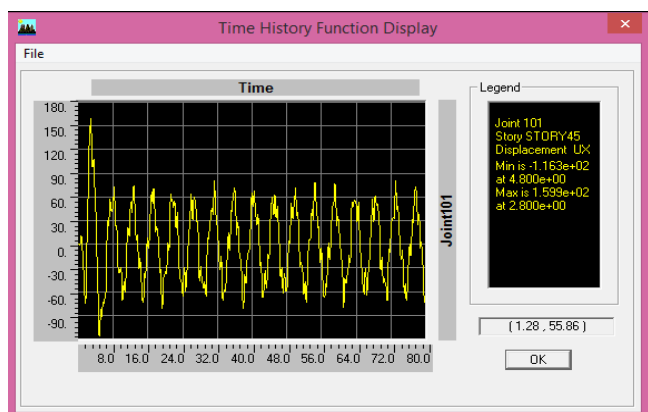 Time History Function Display
File
Time
180.
150.
120.
90.
60.
30.
0.
-30.
-60.
-90.
8.0 16.0 24.0 32.0 40.0 48.0 56.0 64.0 72.0 80.0
Joint101
Legend
Joint 101
Story STORY45
Displacement UX
Min is -1.163e+02
at 4.800e+00
Max is 1.599e+02
at 2.800e+00
( 1.28 , 55.86 )
OK